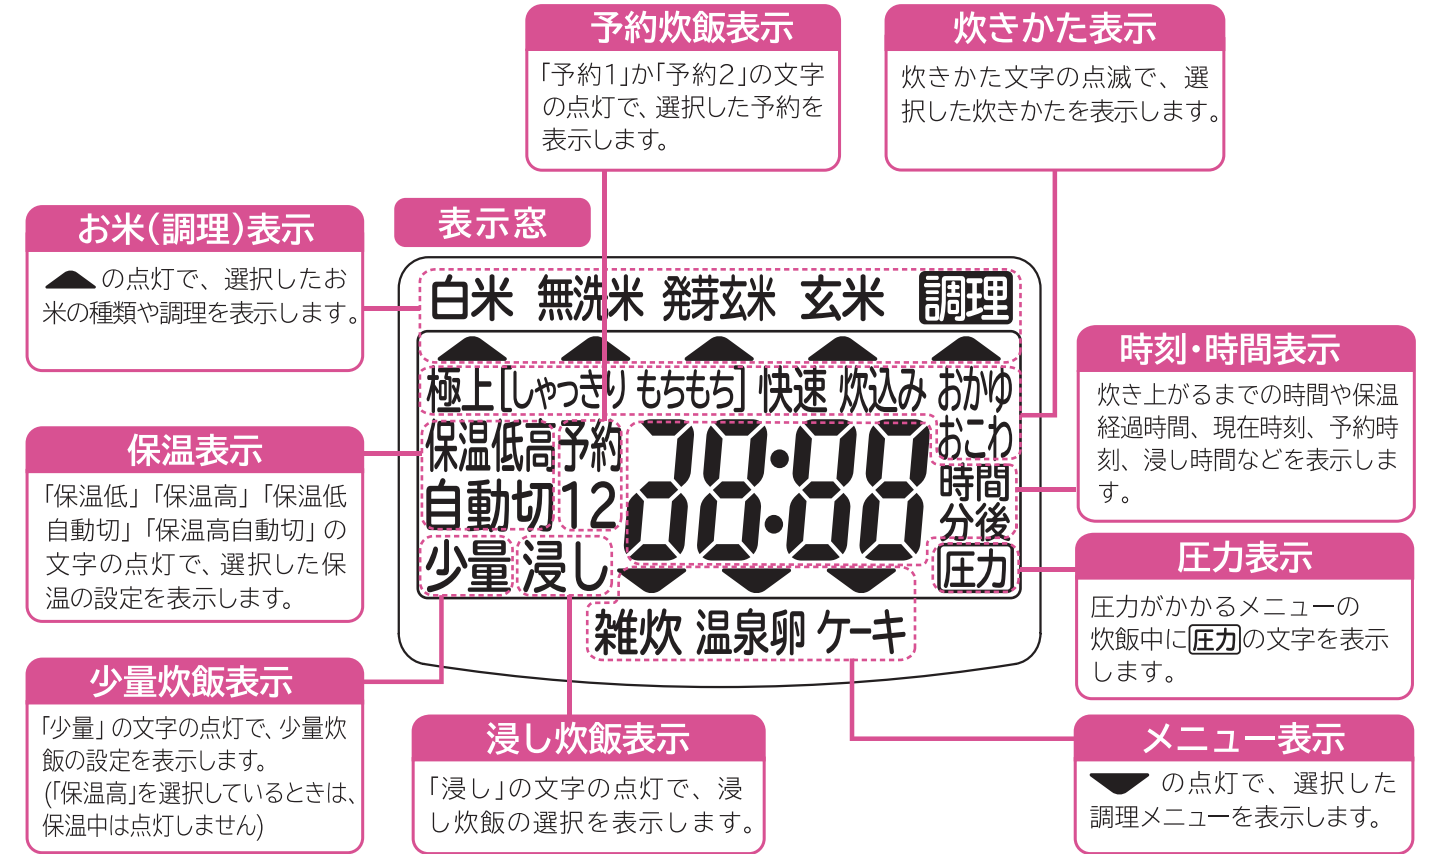 予約炊飯表示
「予約1」か「予約2」の文字
の点灯で、選択した予約を
表示します。
炊きかた表示
炊きかた文字の点滅で、選
択した炊きかたを表示します。
お米(調理)表示
の点灯で、選択したお
米の種類や調理を表示します。
表示窓
白米 無洗米 発芽玄米 玄米 調理
極上[しゃっきり もちもち] 快速 炊込み おかゆ
おこわ
保温低高 予約
自動切 12
88:88
時間
分後
少量 浸し
圧力
雑炊 温泉卵 ケーキ
時刻・時間表示
炊き上がるまでの時間や保温
経過時間、現在時刻、予約時
刻、浸し時間などを表示しま
す。
保温表示
「保温低」「保温高」「保温低
自動切」「保温高自動切」の
文字の点灯で、選択した保
温の設定を表示します。
圧力表示
圧力がかかるメニューの
炊飯中に圧力の文字を表示
します。
少量炊飯表示
「少量」の文字の点灯で、少量炊
飯の設定を表示します。
(「保温高」を選択しているときは、
保温中は点灯しません)
浸し炊飯表示
「浸し」の文字の点灯で、浸
し炊飯の選択を表示します。
メニュー表示
の点灯で、選択した
調理メニューを表示します。